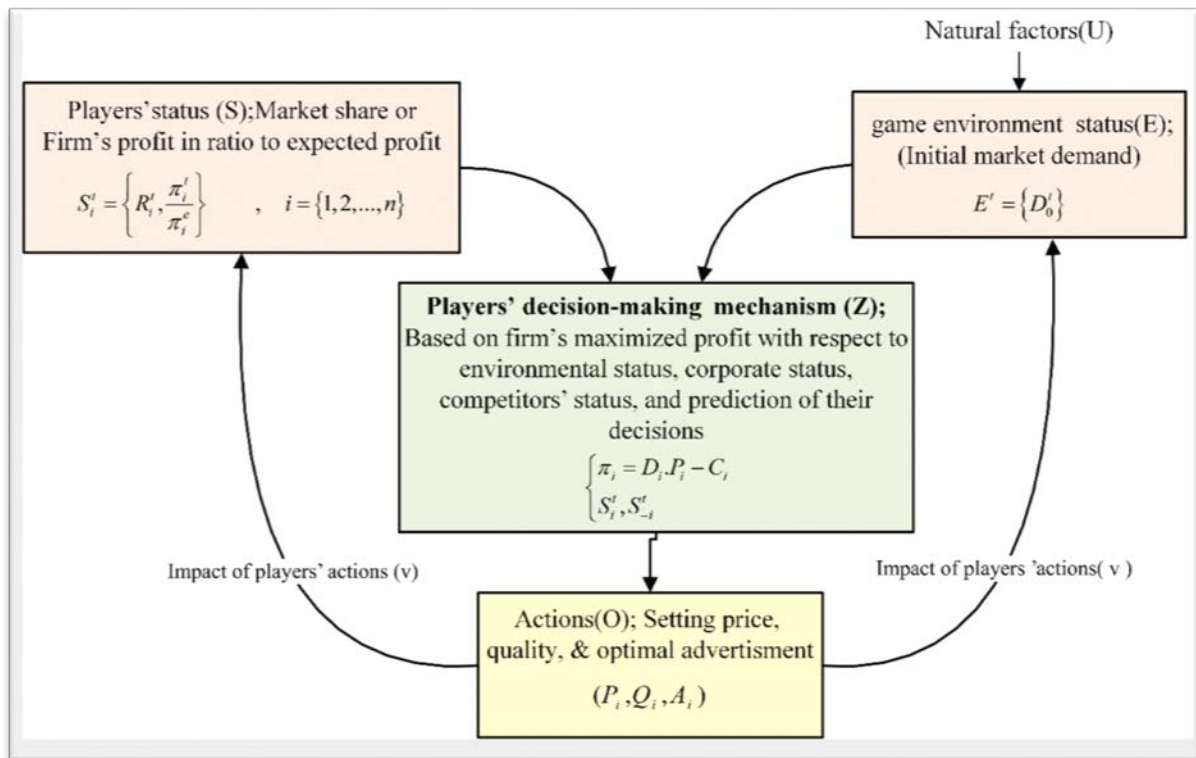 Natural factors(U)
Players'status (S);Market share or
Firm's profit in ratio to expected profit
S_i^t = { R_i^t, π_i^t / π_i^e } , i = {1,2,...,n}
game environment status(E);
(Initial market demand)
E^t = {D_0^t}
Players' decision-making mechanism (Z);
Based on firm's maximized profit with respect to
environmental status, corporate status,
competitors' status, and prediction of their
decisions
{ π_i = D_i.P_i − C_i
S_i^t, S_{-i}^t
Impact of players' actions (v)
Impact of players 'actions( v )
Actions(O); Setting price,
quality, & optimal advertisment
(P_i ,Q_i ,A_i )